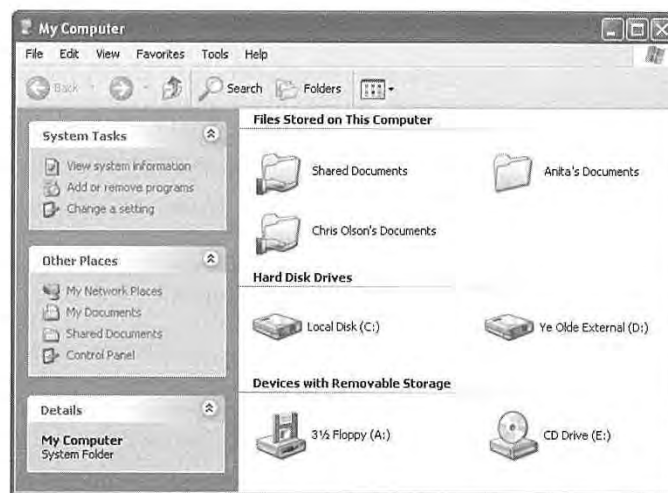 My Computer
File Edit View Favorites Tools Help
Back Search Folders
System Tasks
View system information
Add or remove programs
Change a setting
Other Places
My Network Places
My Documents
Shared Documents
Control Panel
Details
My Computer
System Folder
Files Stored on This Computer
Shared Documents Anita's Documents
Chris Olson's Documents
Hard Disk Drives
Local Disk (C:) Ye Olde External (D:)
Devices with Removable Storage
3½ Floppy (A:) CD Drive (E:)